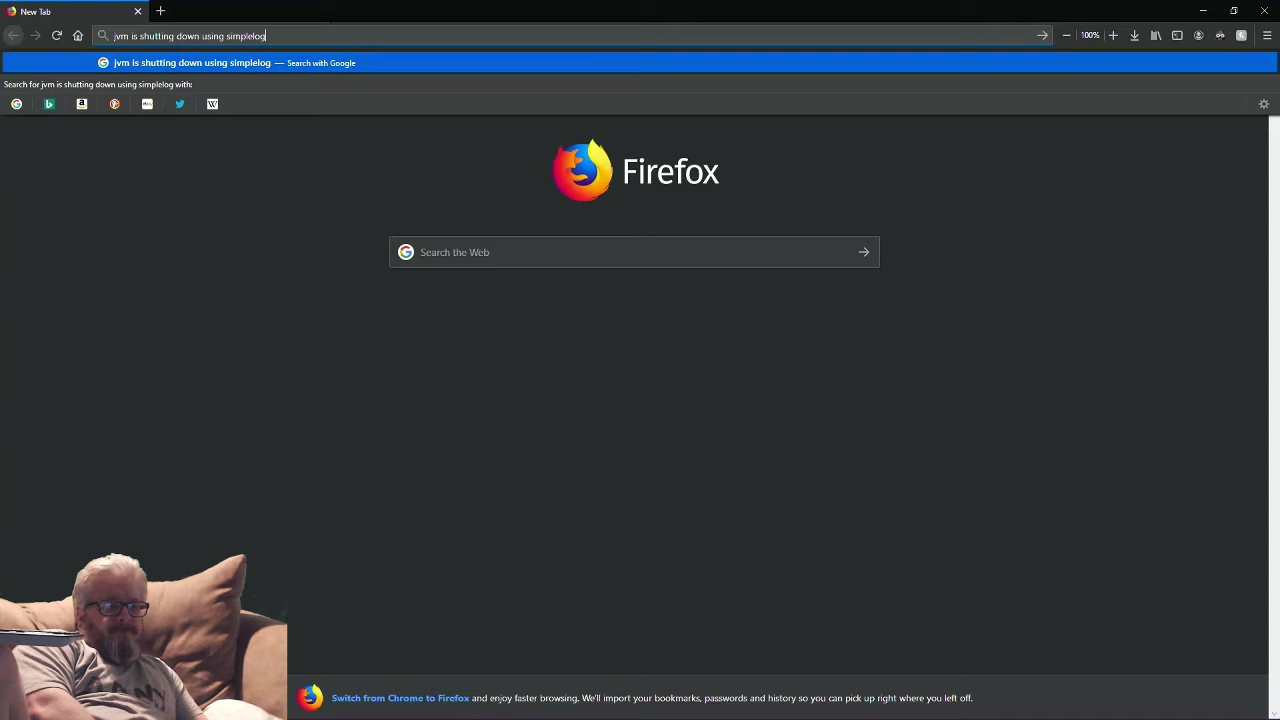 New Tab
jvm is shutting down using simplelog
100%
jvm is shutting down using simplelog — Search with Google
Search for jvm is shutting down using simplelog with:
Firefox
Search the Web
Switch from Chrome to Firefox and enjoy faster browsing. We'll import your bookmarks, passwords and history so you can pick up right where you left off.